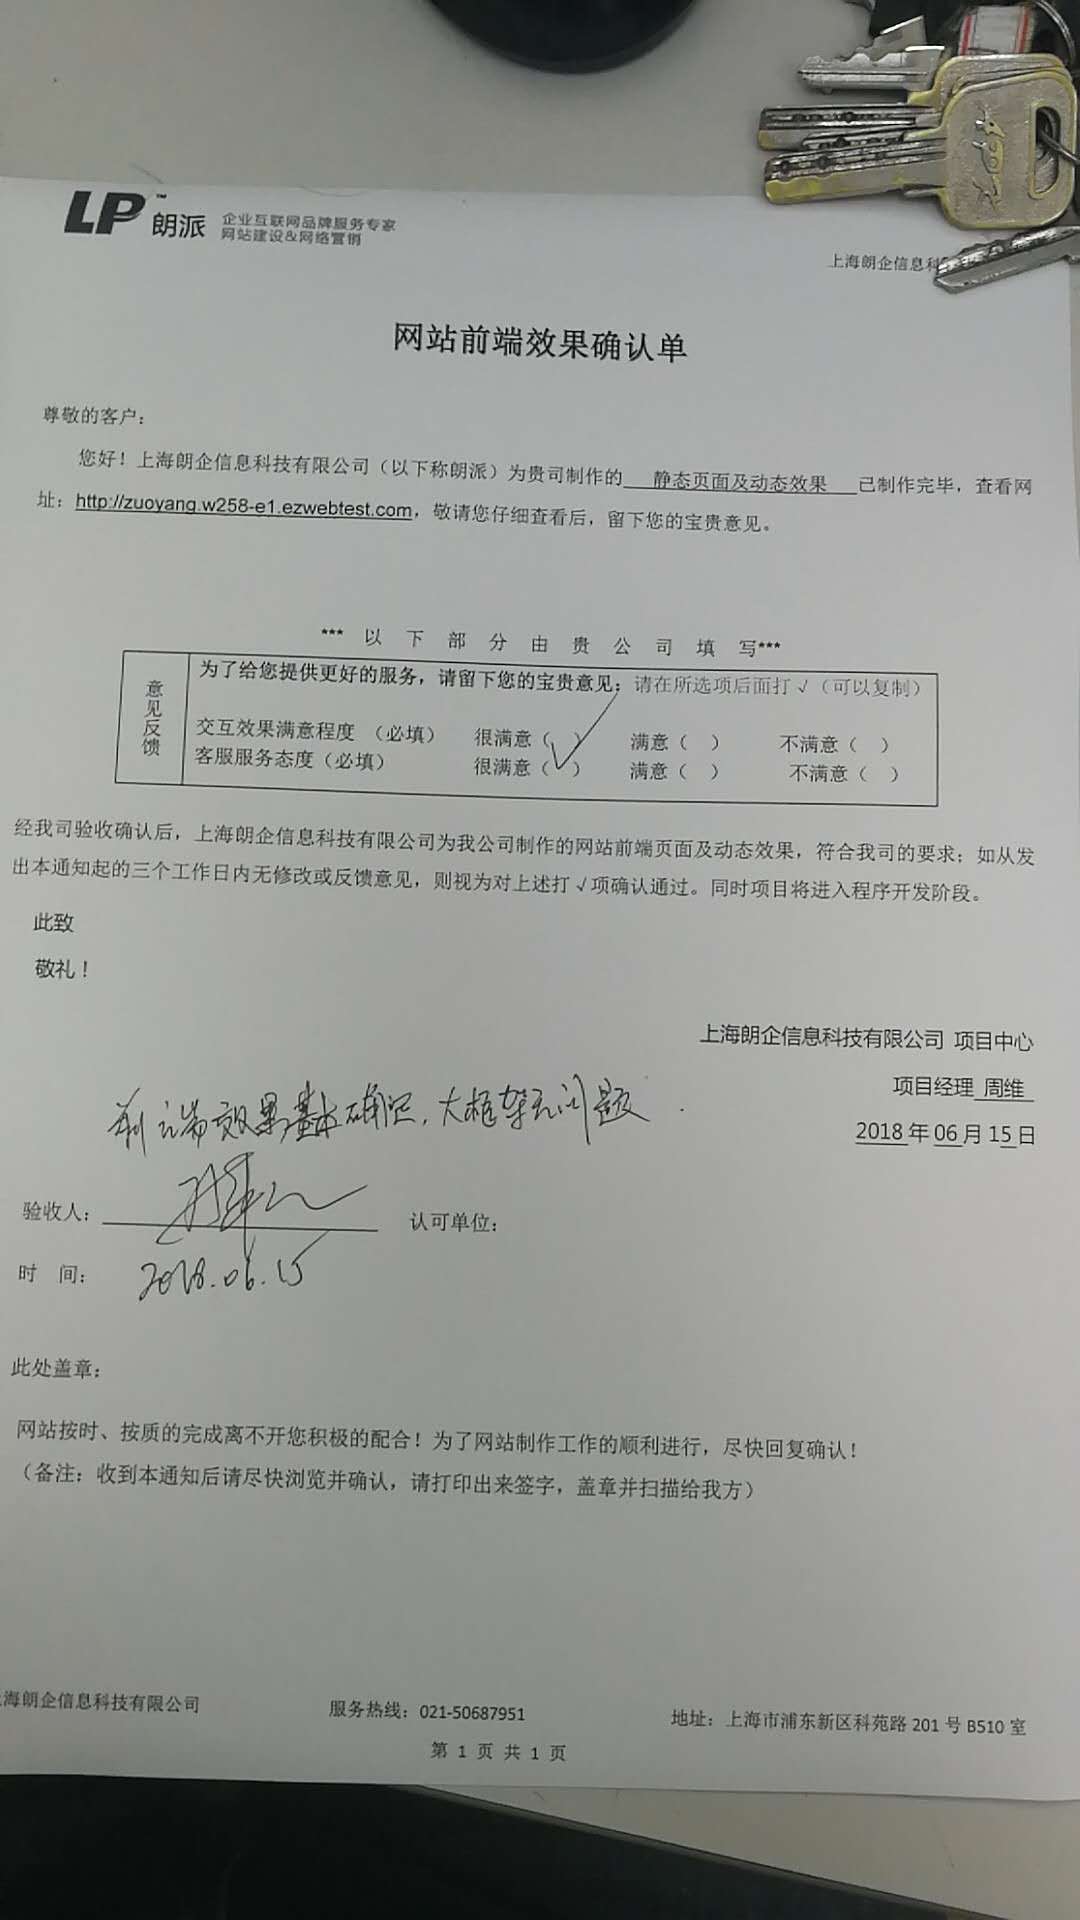 LP™ 朗派 企业互联网品牌服务专家
网站建设&网络营销
上海朗企信息科
网站前端效果确认单
尊敬的客户：
您好！上海朗企信息科技有限公司（以下称朗派）为贵司制作的 静态页面及动态效果 已制作完毕，查看网
址：http://zuoyang.w258-e1.ezwebtest.com，敬请您仔细查看后，留下您的宝贵意见。
*** 以 下 部 分 由 贵 公 司 填 写***
意见反馈
为了给您提供更好的服务，请留下您的宝贵意见：请在所选项后面打√（可以复制）
交互效果满意程度 （必填） 很满意（ ） 满意（ ） 不满意（ ）
客服服务态度（必填） 很满意（√） 满意（ ） 不满意（ ）
经我司验收确认后，上海朗企信息科技有限公司为我公司制作的网站前端页面及动态效果，符合我司的要求；如从发
出本通知起的三个工作日内无修改或反馈意见，则视为对上述打√项确认通过。同时项目将进入程序开发阶段。
此致
敬礼！
上海朗企信息科技有限公司 项目中心
项目经理 周维
2018 年 06 月 15 日
前端效果基本确认，大框架无问题
验收人： 认可单位：
时 间： 2018.06.15
此处盖章：
网站按时、按质的完成离不开您积极的配合！为了网站制作工作的顺利进行，尽快回复确认！
（备注：收到本通知后请尽快浏览并确认，请打印出来签字，盖章并扫描给我方）
海朗企信息科技有限公司 服务热线：021-50687951 地址：上海市浦东新区科苑路 201 号 B510 室
第 1 页 共 1 页